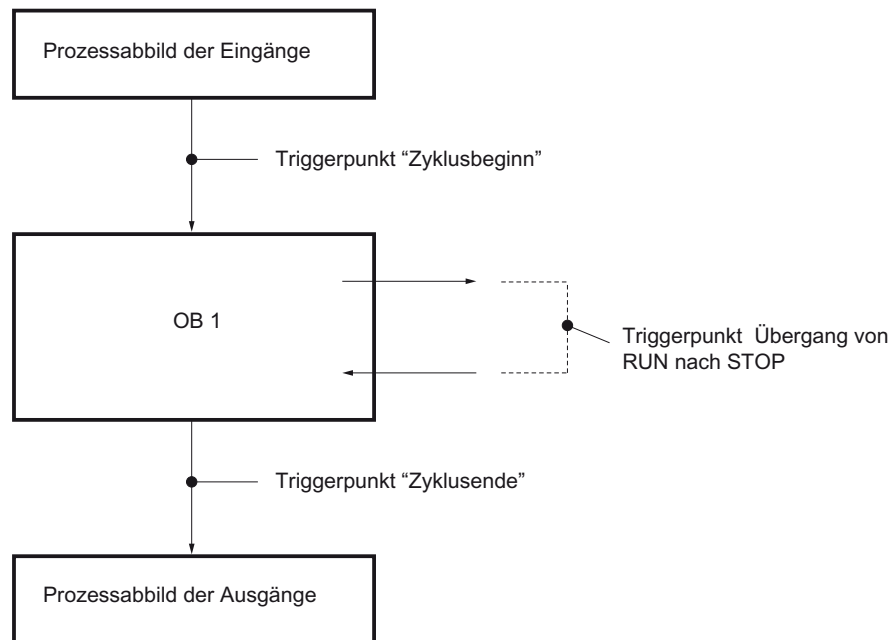 Prozessabbild der Eingänge
Triggerpunkt “Zyklusbeginn”
OB 1
Triggerpunkt Übergang von
RUN nach STOP
Triggerpunkt “Zyklusende”
Prozessabbild der Ausgänge